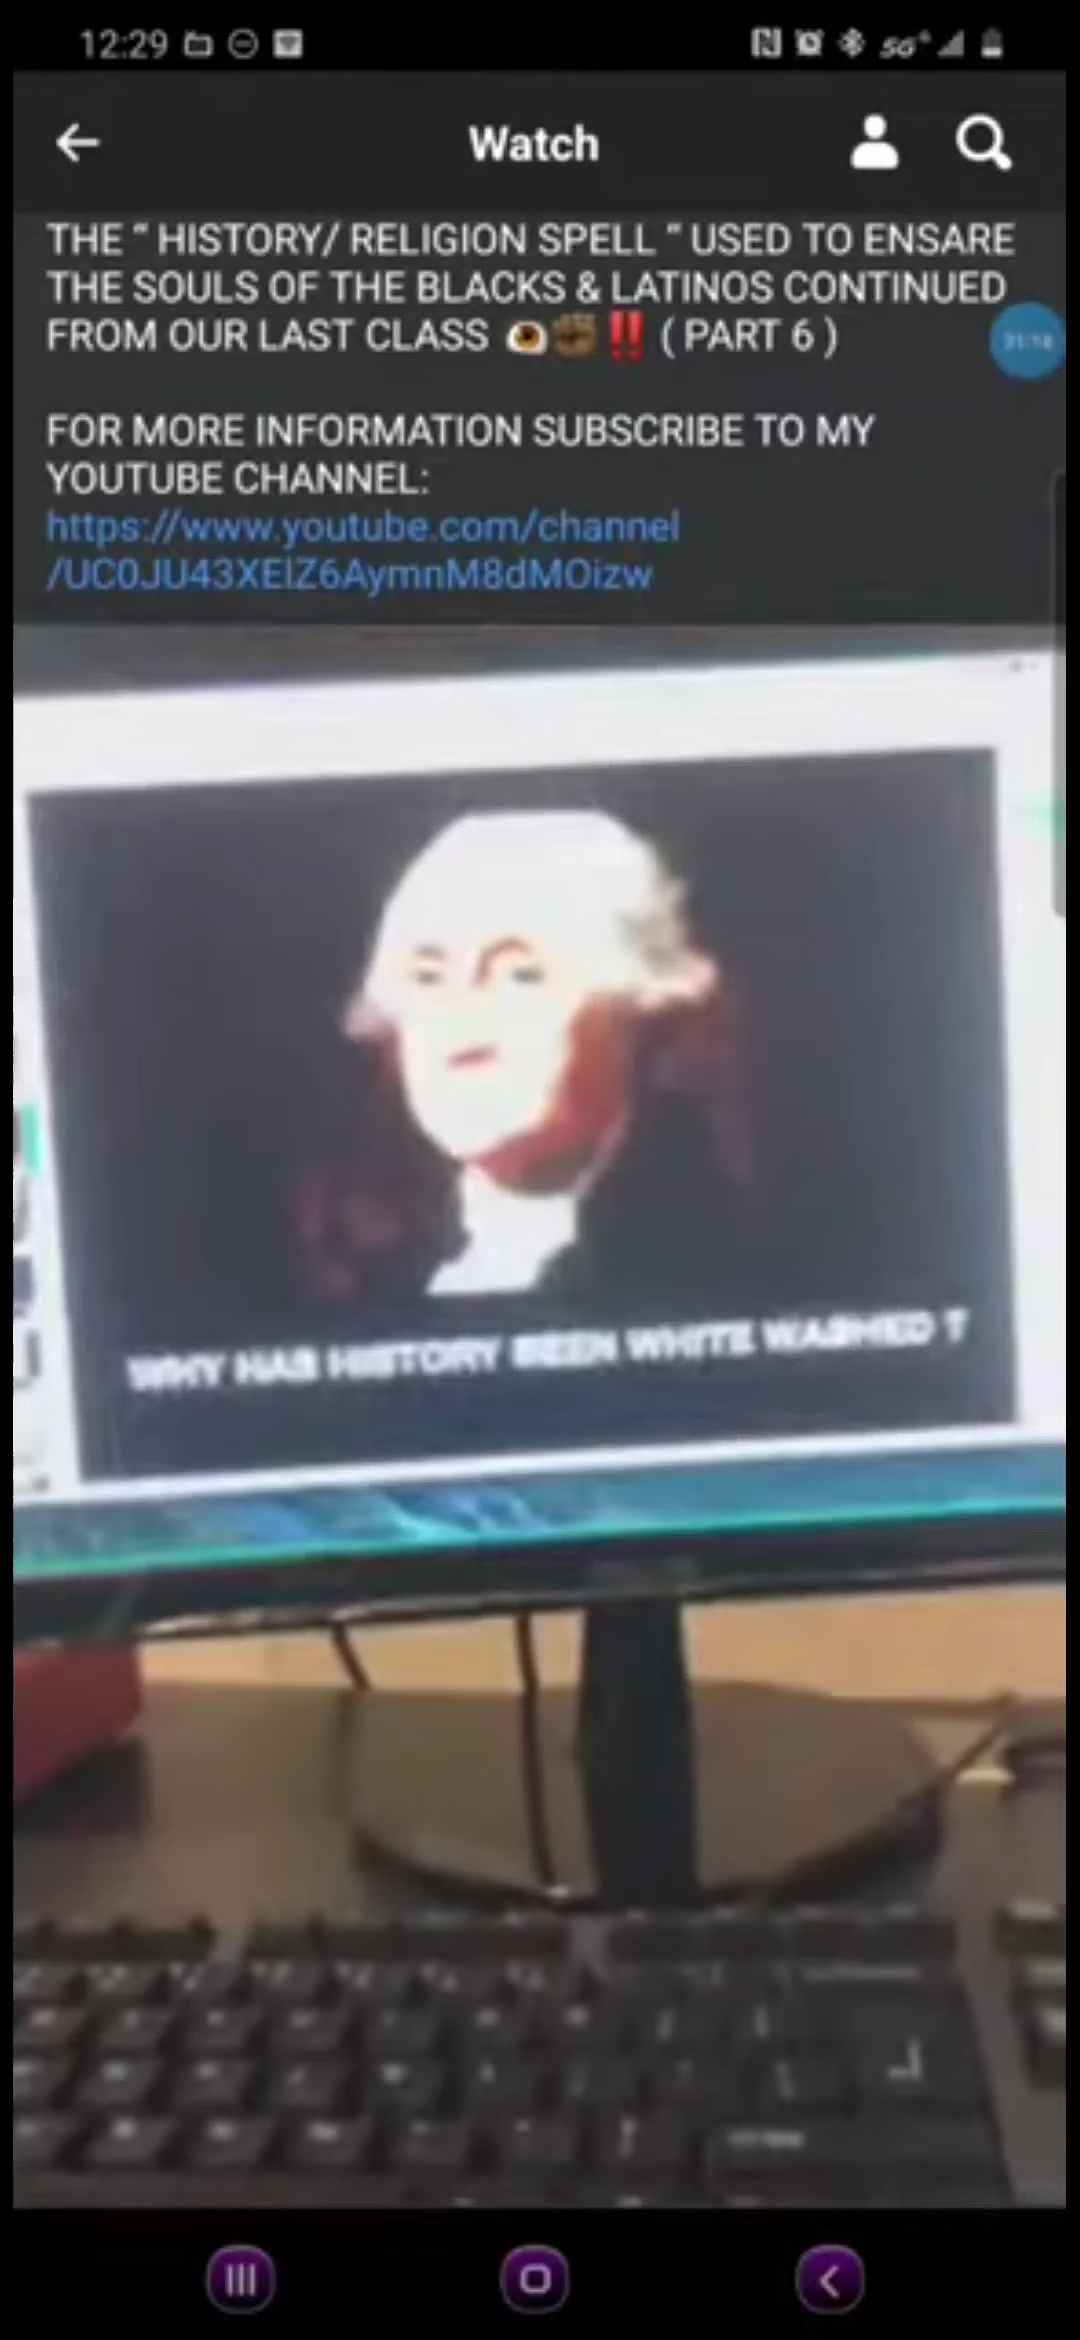 12:29
5G+
Watch
THE “ HISTORY/ RELIGION SPELL “ USED TO ENSARE
THE SOULS OF THE BLACKS & LATINOS CONTINUED
FROM OUR LAST CLASS 👁️✊🏾‼️ ( PART 6 )
FOR MORE INFORMATION SUBSCRIBE TO MY
YOUTUBE CHANNEL:
https://www.youtube.com/channel
/UC0JU43XElZ6AymnM8dMOizw
WHY HAS HISTORY BEEN WHITE WASHED ?